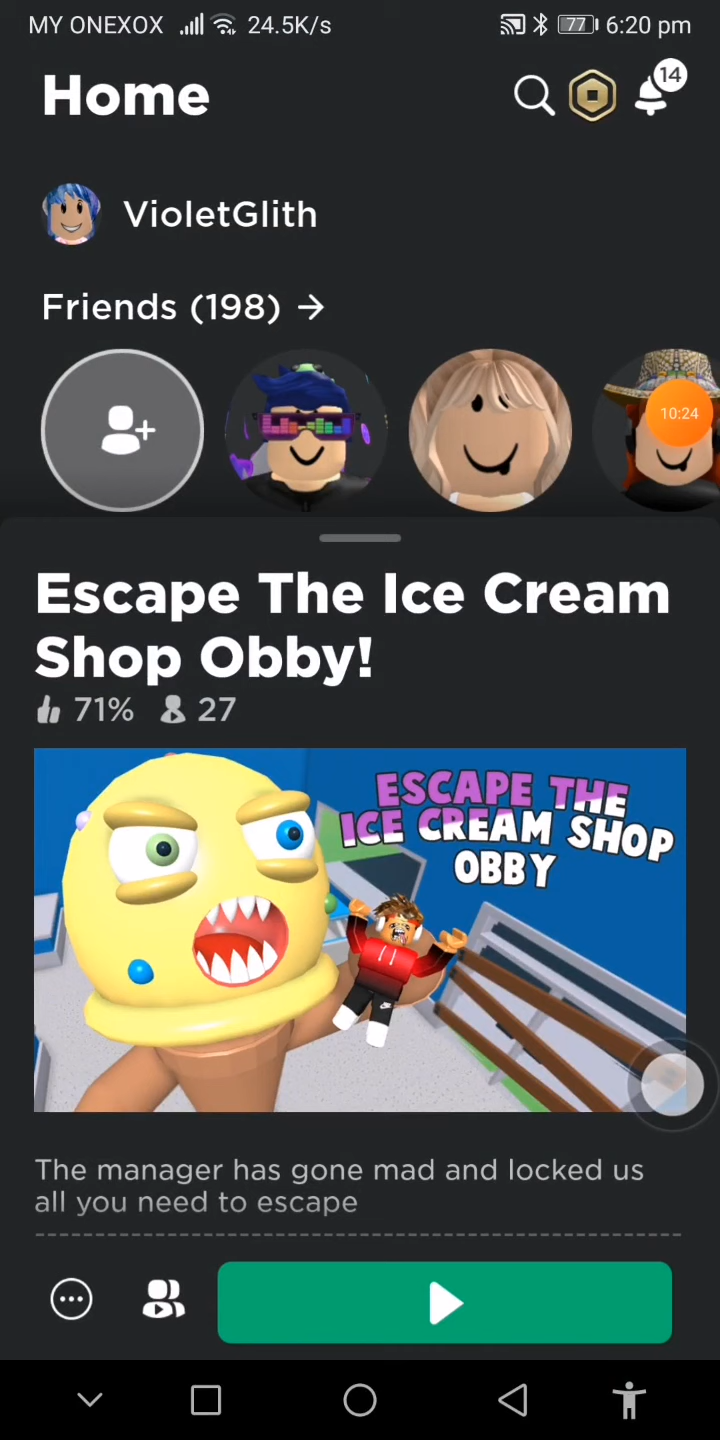 MY ONEXOX 24.5K/s 77 6:20 pm
Home 14
VioletGlith
Friends (198) →
10:24
Escape The Ice Cream
Shop Obby!
71% 27
ESCAPE THE
ICE CREAM SHOP
OBBY
The manager has gone mad and locked us
all you need to escape